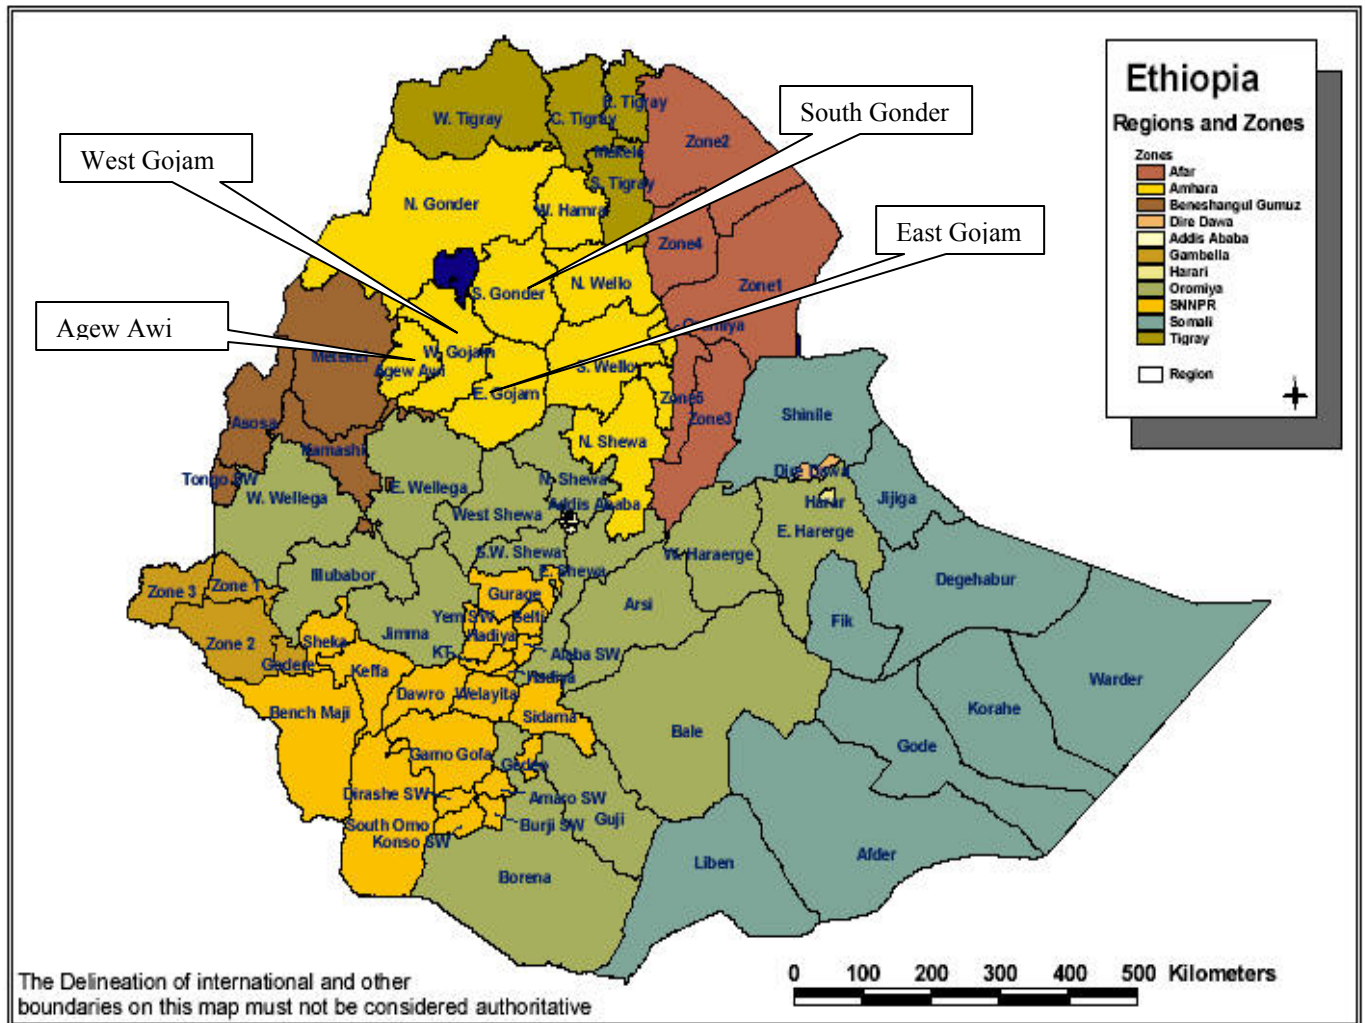 Ethiopia
Regions and Zones
Zones
Afar
Amhara
Beneshangul Gumuz
Dire Dawa
Addis Ababa
Gambella
Harari
Oromiya
SNNPR
Somali
Tigray
Region
South Gonder
West Gojam
East Gojam
Agew Awi
W. Tigray
C. Tigray
E. Tigray
Mekele
S. Tigray
Zone2
N. Gonder
W. Hamra
Zone4
Zone1
S. Gonder
N. Wello
Oromiya
Metekel
W. Gojam
Agew Awi
S. Wello
E. Gojam
Zone5
Zone3
Shinile
Asosa
Kamashi
N. Shewa
Tongo SW
W. Wellega
E. Wellega
N. Shewa
Addis Ababa
West Shewa
Dire Dawa
Harar
Jijiga
E. Harerge
S.W. Shewa
E. Shewa
W. Haraerge
Degehabur
Zone 3
Zone 1
Illubabor
Gurage
Arsi
Fik
Yem SW
Selti
Zone 2
Sheka
Jimma
Hadiya
KT
Alaba SW
Gedere
Keffa
Hadiya
Warder
Dawro
Welayita
Bench Maji
Sidama
Korahe
Bale
Gode
Gamo Gofa
Gedeo
Dirashe SW
Amaro SW
South Omo
Burji SW
Guji
Konso SW
Liben
Afder
Borena
The Delineation of international and other
boundaries on this map must not be considered authoritative
0 100 200 300 400 500 Kilometers